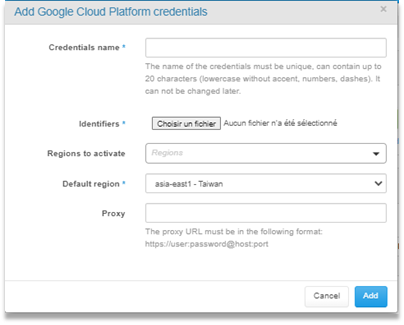 Add Google Cloud Platform credentials
×
Credentials name *
The name of the credentials must be unique, can contain up to
20 characters (lowercase without accent, numbers, dashes). It
can not be changed later.
Identifiers * Choisir un fichier Aucun fichier n'a été sélectionné
Regions to activate Regions
Default region * asia-east1 - Taiwan
Proxy
The proxy URL must be in the following format:
https://user:password@host:port
Cancel Add